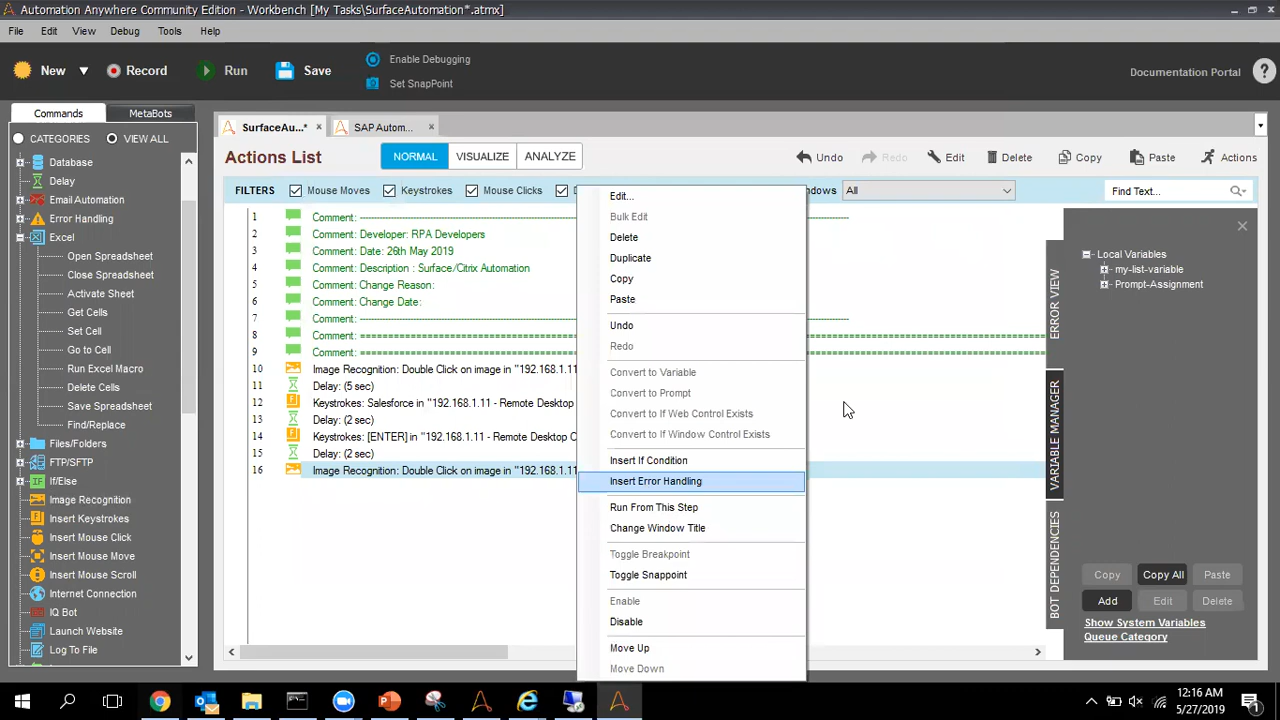 Automation Anywhere Community Edition - Workbench [My Tasks\SurfaceAutomation*.atmx]
File Edit View Debug Tools Help
New Record Run Save Enable Debugging
Set SnapPoint
Documentation Portal
Commands MetaBots
CATEGORIES VIEW ALL
Database
Delay
Email Automation
Error Handling
Excel
Open Spreadsheet
Close Spreadsheet
Activate Sheet
Get Cells
Set Cell
Go to Cell
Run Excel Macro
Delete Cells
Save Spreadsheet
Find/Replace
Files/Folders
FTP/SFTP
If/Else
Image Recognition
Insert Keystrokes
Insert Mouse Click
Insert Mouse Move
Insert Mouse Scroll
Internet Connection
IQ Bot
Launch Website
Log To File
SurfaceAu...* × SAP Autom... ×
Actions List NORMAL VISUALIZE ANALYZE Undo Redo Edit Delete Copy Paste Actions
FILTERS Mouse Moves Keystrokes Mouse Clicks All Find Text...
1 Comment: ----------
2 Comment: Developer: RPA Developers
3 Comment: Date: 26th May 2019
4 Comment: Description : Surface/Citrix Automation
5 Comment: Change Reason:
6 Comment: Change Date:
7 Comment: ----------
8 Comment: ==========
9 Comment: ==========
10 Image Recognition: Double Click on image in "192.168.1.11
11 Delay: (5 sec)
12 Keystrokes: Salesforce in "192.168.1.11 - Remote Desktop
13 Delay: (2 sec)
14 Keystrokes: [ENTER] in "192.168.1.11 - Remote Desktop C
15 Delay: (2 sec)
16 Image Recognition: Double Click on image in "192.168.1.11
Edit...
Bulk Edit
Delete
Duplicate
Copy
Paste
Undo
Redo
Convert to Variable
Convert to Prompt
Convert to If Web Control Exists
Convert to If Window Control Exists
Insert If Condition
Insert Error Handling
Run From This Step
Change Window Title
Toggle Breakpoint
Toggle Snappoint
Enable
Disable
Move Up
Move Down
ERROR VIEW
VARIABLE MANAGER
BOT DEPENDENCIES
Local Variables
my-list-variable
Prompt-Assignment
Copy Copy All Paste
Add Edit Delete
Show System Variables
Queue Category
12:16 AM
5/27/2019
1